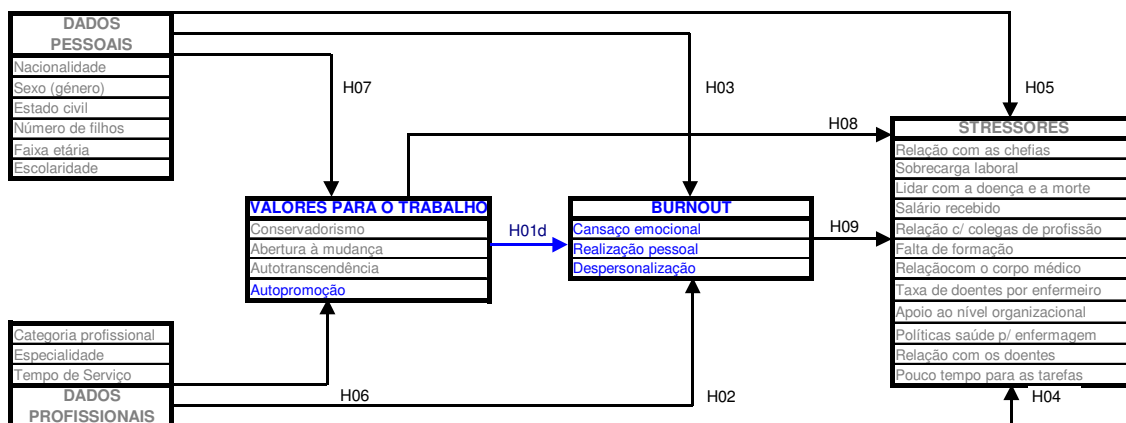 DADOS
PESSOAIS
Nacionalidade
Sexo (género)
Estado civil
Número de filhos
Faixa etária
Escolaridade
H07
H03
H05
H08
STRESSORES
Relação com as chefias
Sobrecarga laboral
Lidar com a doença e a morte
Salário recebido
Relação c/ colegas de profissão
Falta de formação
Relaçãocom o corpo médico
Taxa de doentes por enfermeiro
Apoio ao nível organizacional
Políticas saúde p/ enfermagem
Relação com os doentes
Pouco tempo para as tarefas
VALORES PARA O TRABALHO
Conservadorismo
Abertura à mudança
Autotranscendência
Autopromoção
H01d
BURNOUT
Cansaço emocional
Realização pessoal
Despersonalização
H09
Categoria profissional
Especialidade
Tempo de Serviço
DADOS
PROFISSIONAIS
H06
H02
H04